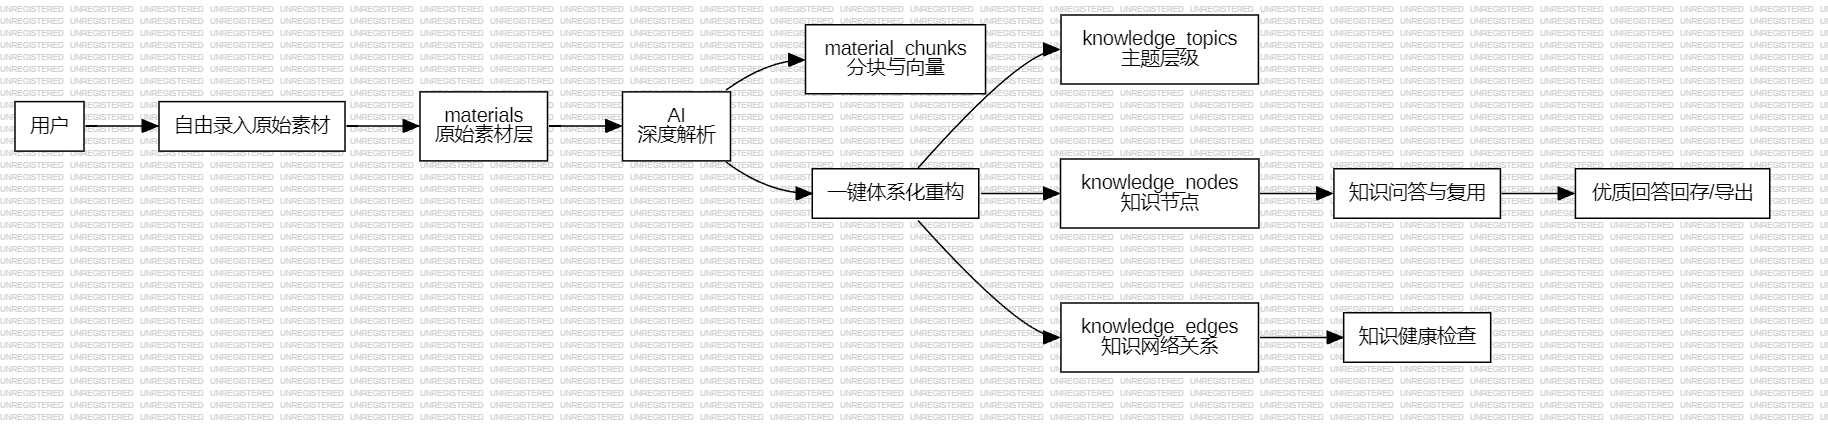 用户
自由录入原始素材
materials
原始素材层
AI
深度解析
material_chunks
分块与向量
一键体系化重构
knowledge_topics
主题层级
knowledge_nodes
知识节点
knowledge_edges
知识网络关系
知识问答与复用
优质回答回存/导出
知识健康检查
UNREGISTERED